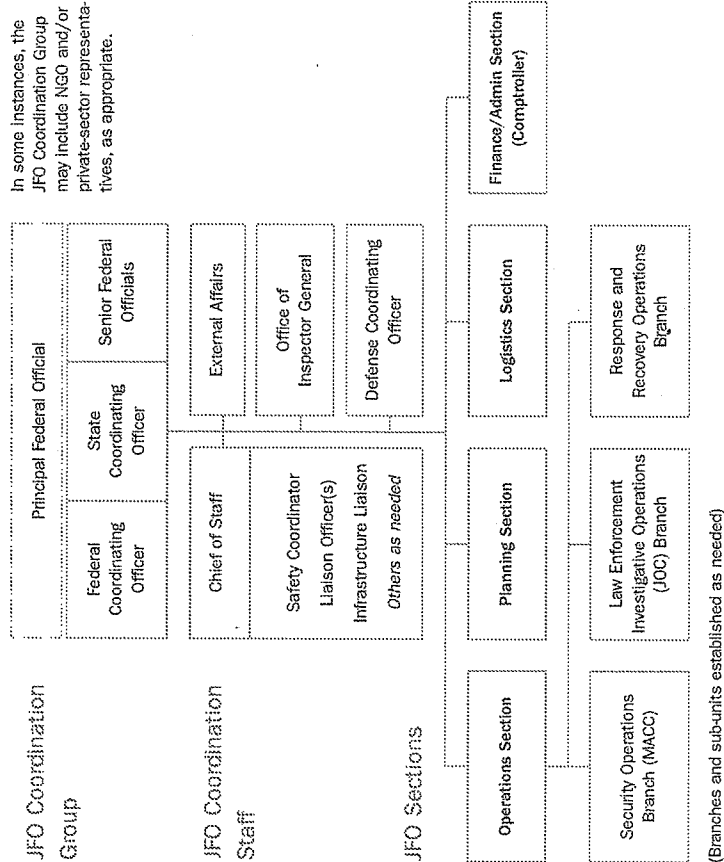 JFO Coordination
Group
Principal Federal Official
Federal
Coordinating
Officer
State
Coordinating
Officer
Senior Federal
Officials
In some instances, the
JFO Coordination Group
may include NGO and/or
private-sector representa-
tives, as appropriate.
JFO Coordination
Staff
Chief of Staff
Safety Coordinator
Liaison Officer(s)
Infrastructure Liaison
Others as needed
External Affairs
Office of
Inspector General
Defense Coordinating
Officer
JFO Sections
Operations Section
Planning Section
Logistics Section
Finance/Admin Section
(Comptroller)
Security Operations
Branch (MACC)
Law Enforcement
Investigative Operations
(JOC) Branch
Response and
Recovery Operations
Branch
(Branches and sub-units established as needed)